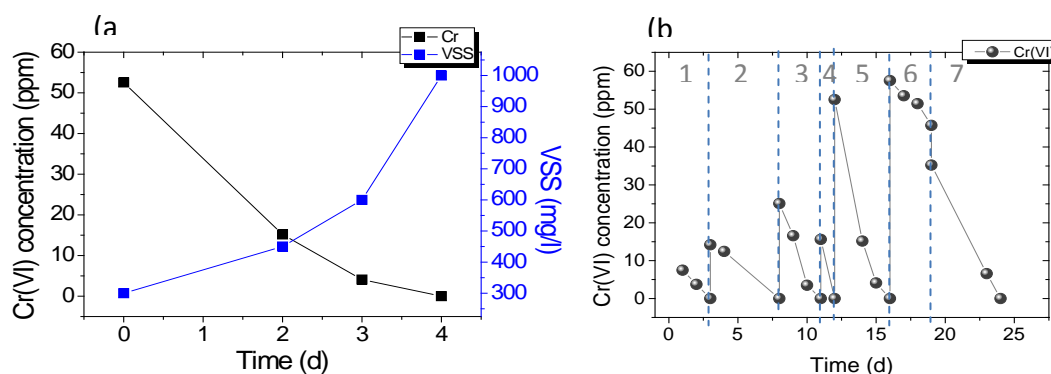 (a
Cr
VSS
60
50
40
30
20
10
0
Cr(VI) concentration (ppm)
1000
900
800
700
600
500
400
300
VSS (mg/l)
0 1 2 3 4
Time (d)
(b
Cr(VI)
1 2 3 4 5 6 7
60
50
40
30
20
10
0
Cr(VI) concentration (ppm)
0 5 10 15 20 25
Time (d)